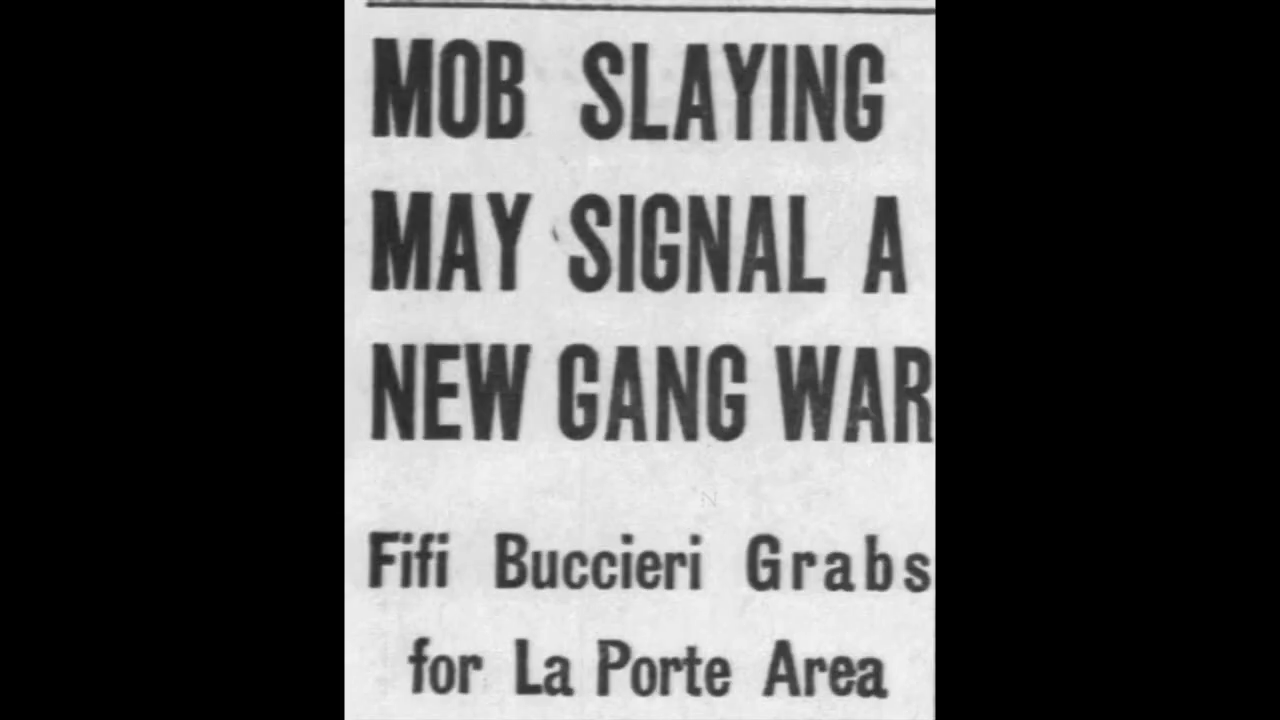 MOB SLAYING
MAY SIGNAL A
NEW GANG WAR
Fifi Buccieri Grabs
for La Porte Area